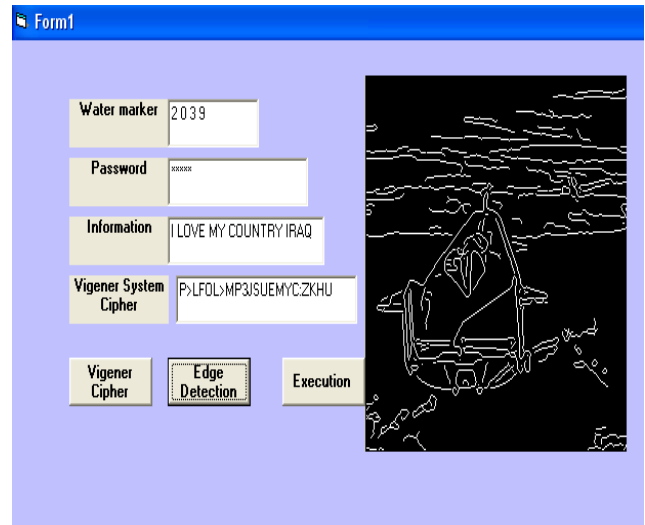 Form1
Water marker
2039
Password
xxxxx
Information
I LOVE MY COUNTRY IRAQ
Vigener System
Cipher
P>LFOL>MP3JSUEMYC:ZKHU
Vigener
Cipher
Edge
Detection
Execution